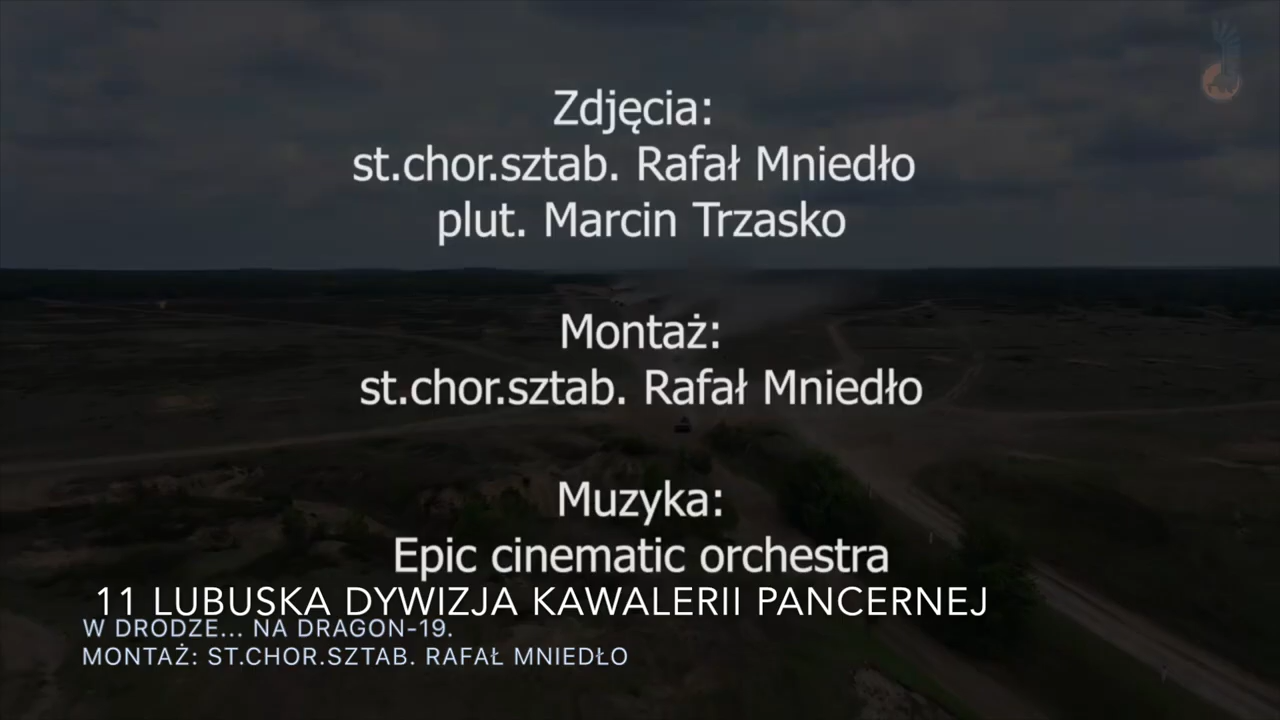 Zdjęcia:
st.chor.sztab. Rafał Mniedło
plut. Marcin Trzasko
Montaż:
st.chor.sztab. Rafał Mniedło
Muzyka:
Epic cinematic orchestra
11 LUBUSKA DYWIZJA KAWALERII PANCERNEJ
W DRODZE... NA DRAGON-19.
MONTAŻ: ST.CHOR.SZTAB. RAFAŁ MNIEDŁO